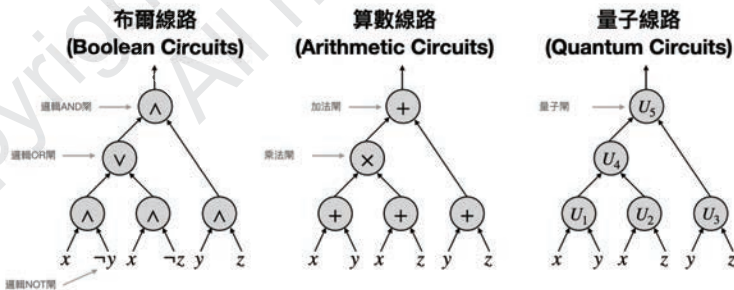 布爾線路
(Boolean Circuits)
邏輯AND閘
∧
邏輯OR閘
∨
∧ ∧ ∧
x ¬y x ¬z y z
邏輯NOT閘
算數線路
(Arithmetic Circuits)
加法閘
+
乘法閘
×
+ + +
x y x z y z
量子線路
(Quantum Circuits)
量子閘
U5
U4
U1 U2 U3
x y x z y z
Copyright
All